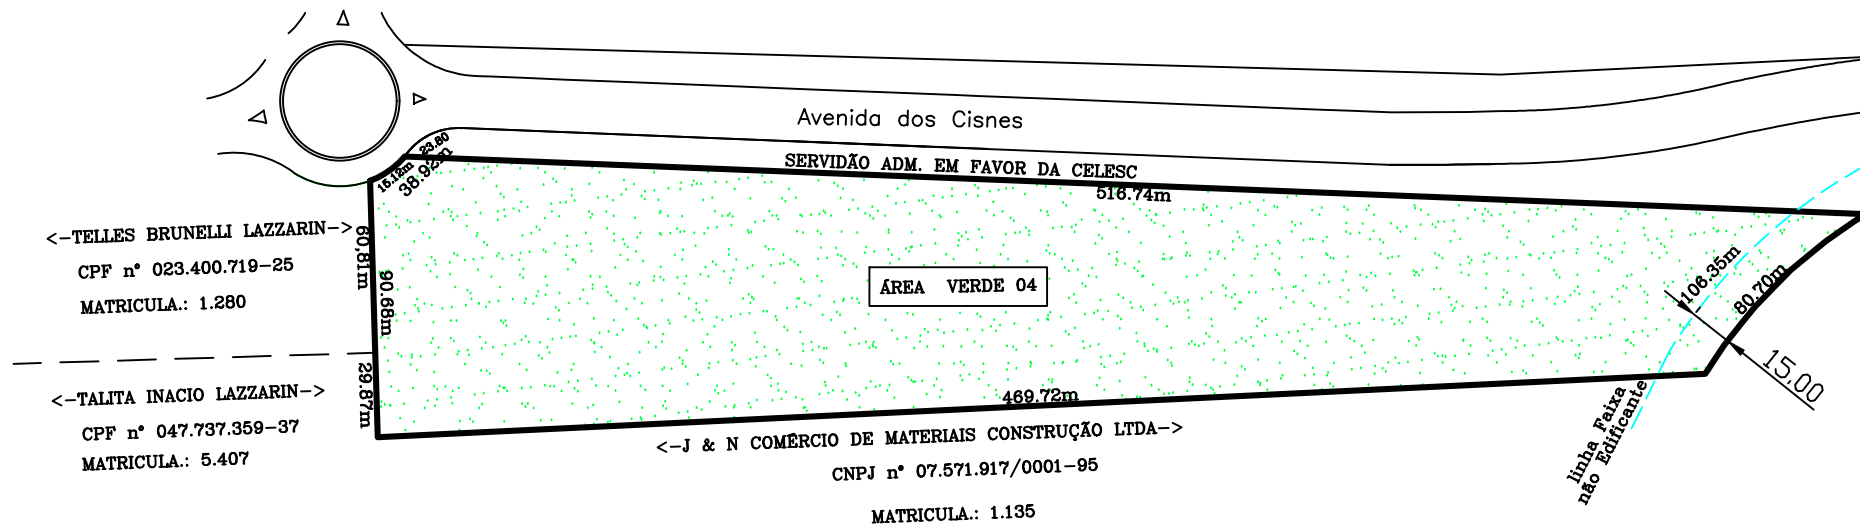 Avenida dos Cisnes
SERVIDÃO ADM. EM FAVOR DA CELESC
516.74m
23.80
15.12m
38.92m
<-TELLES BRUNELLI LAZZARIN->
CPF nº 023.400.719-25
MATRICULA.: 1.280
60,81m
90.68m
29.87m
ÁREA VERDE 04
106.35m
80.70m
15.00
<-TALITA INACIO LAZZARIN->
CPF nº 047.737.359-37
MATRICULA.: 5.407
469.72m
<-J & N COMÉRCIO DE MATERIAIS CONSTRUÇÃO LTDA->
CNPJ nº 07.571.917/0001-95
MATRICULA.: 1.135
linha Faixa
não Edificante